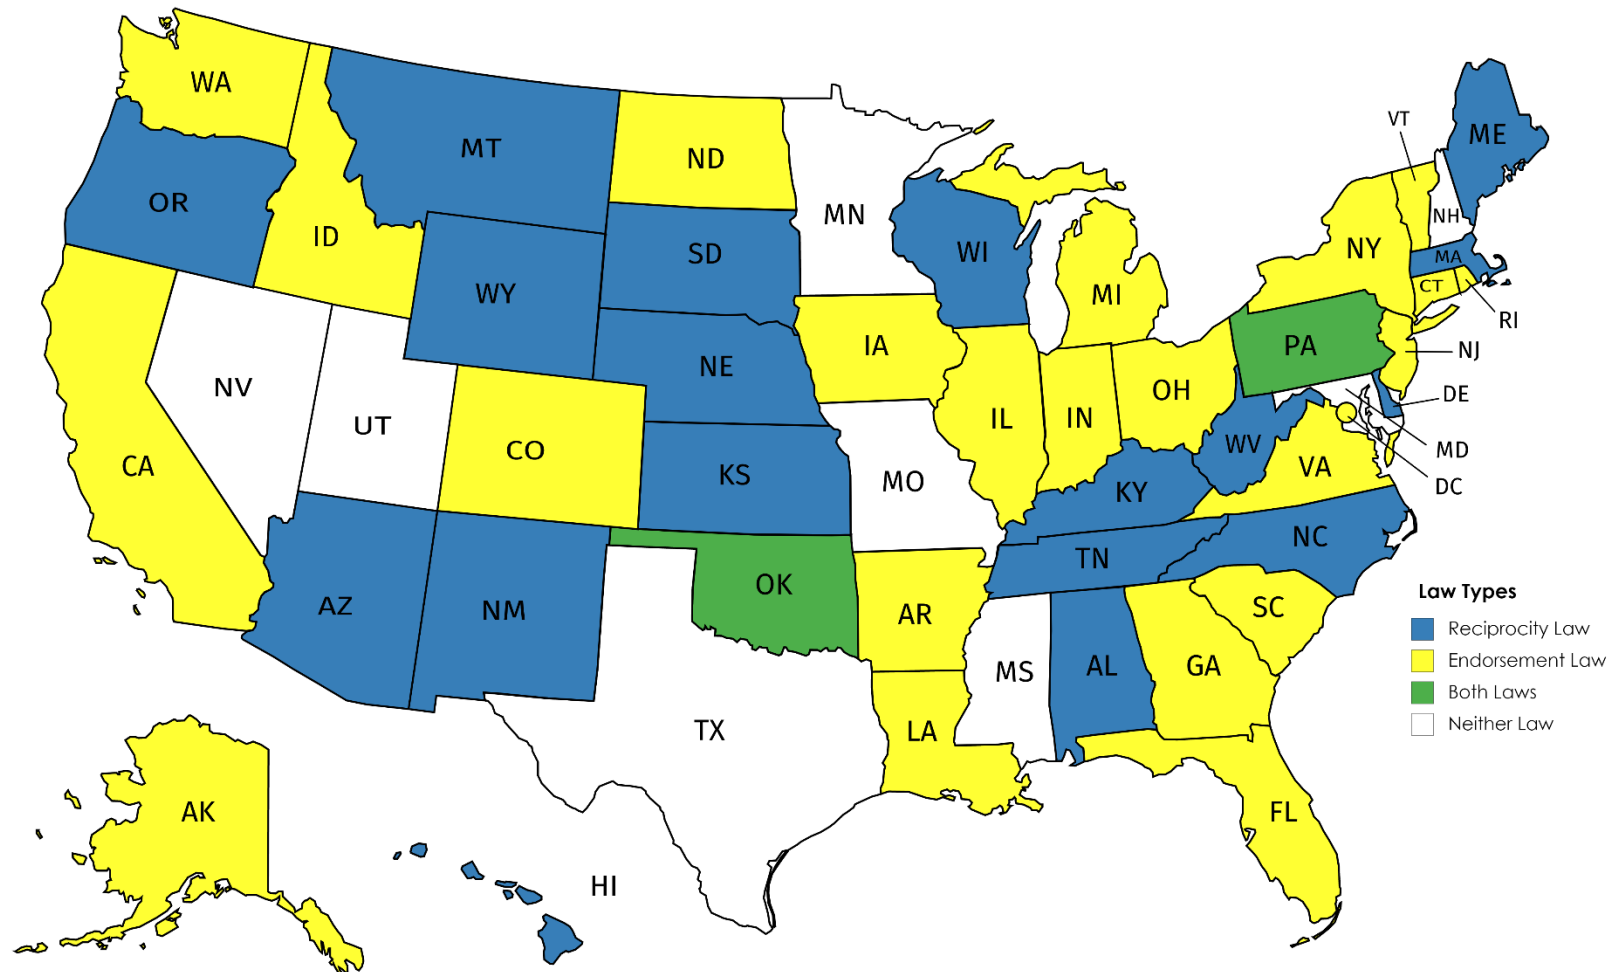 WA
MT
ND
VT
ME
OR
ID
MN
NH
SD
WI
NY
MA
WY
MI
CT
RI
NE
IA
PA
NJ
NV
UT
OH
DE
CO
IL
IN
CA
KS
MO
KY
WV
VA
MD
DC
TN
NC
AZ
NM
OK
AR
SC
MS
AL
GA
TX
LA
Law Types
Reciprocity Law
Endorsement Law
Both Laws
Neither Law
AK
HI
FL